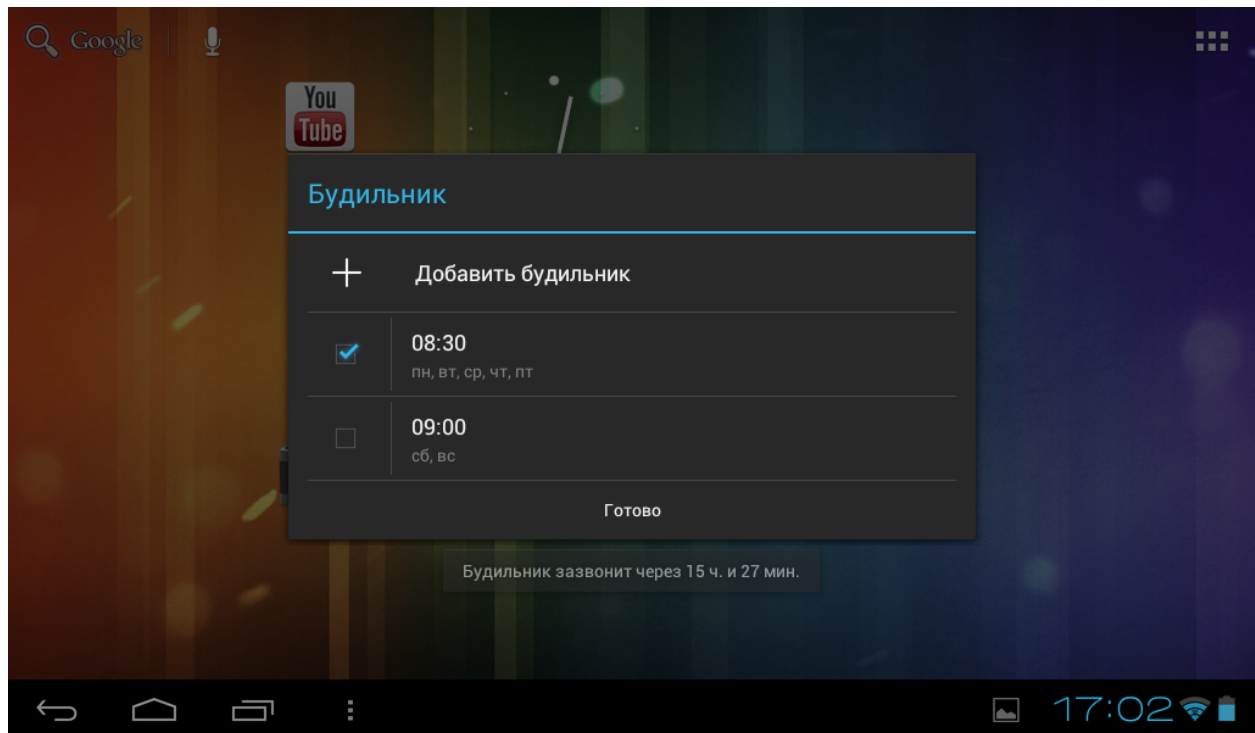 Google
You
Tube
Будильник
Добавить будильник
08:30
пн, вт, ср, чт, пт
09:00
сб, вс
Готово
Будильник зазвонит через 15 ч. и 27 мин.
17:02